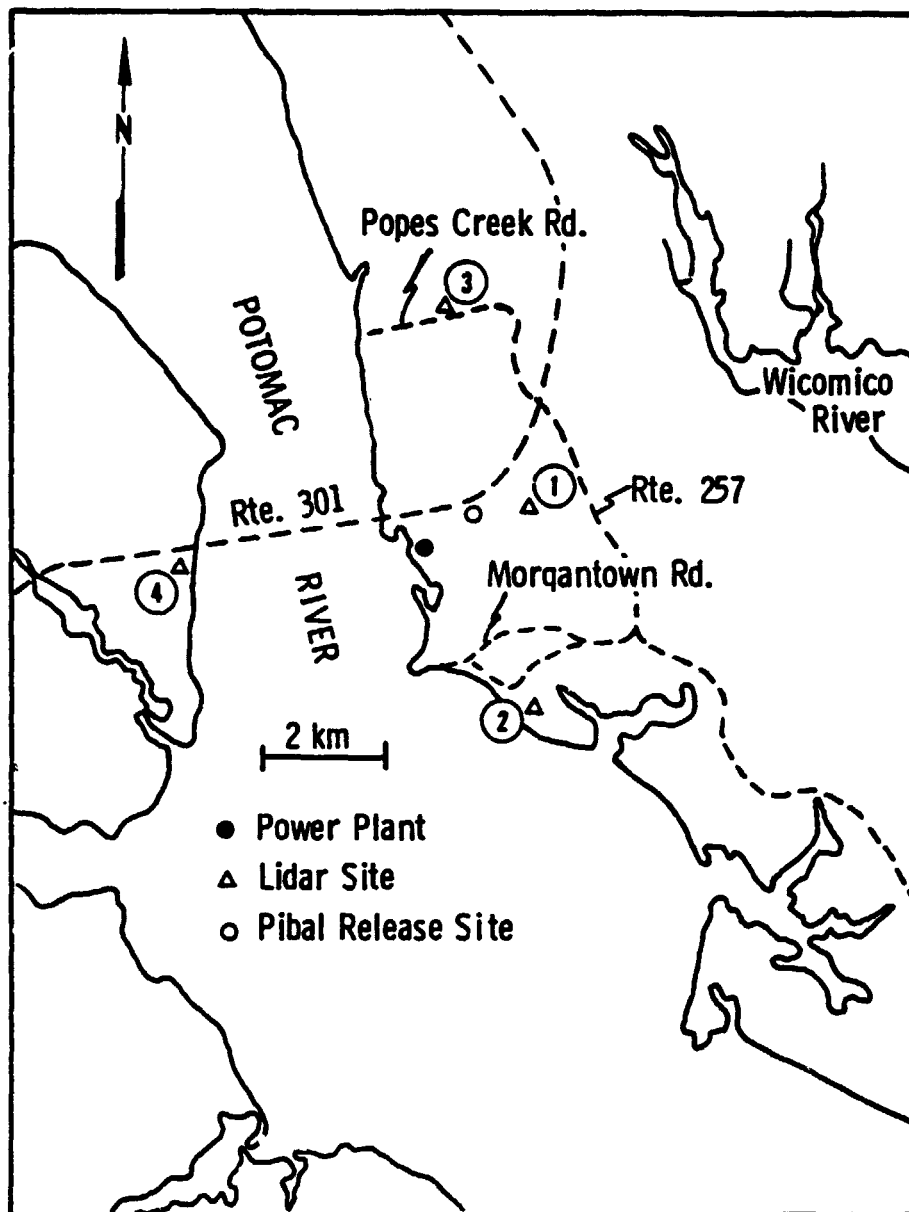 N
Popes Creek Rd.
3
POTOMAC
Wicomico
River
1
Rte. 301
Rte. 257
4
RIVER
Morqantown Rd.
2
2 km
Power Plant
Lidar Site
Pibal Release Site